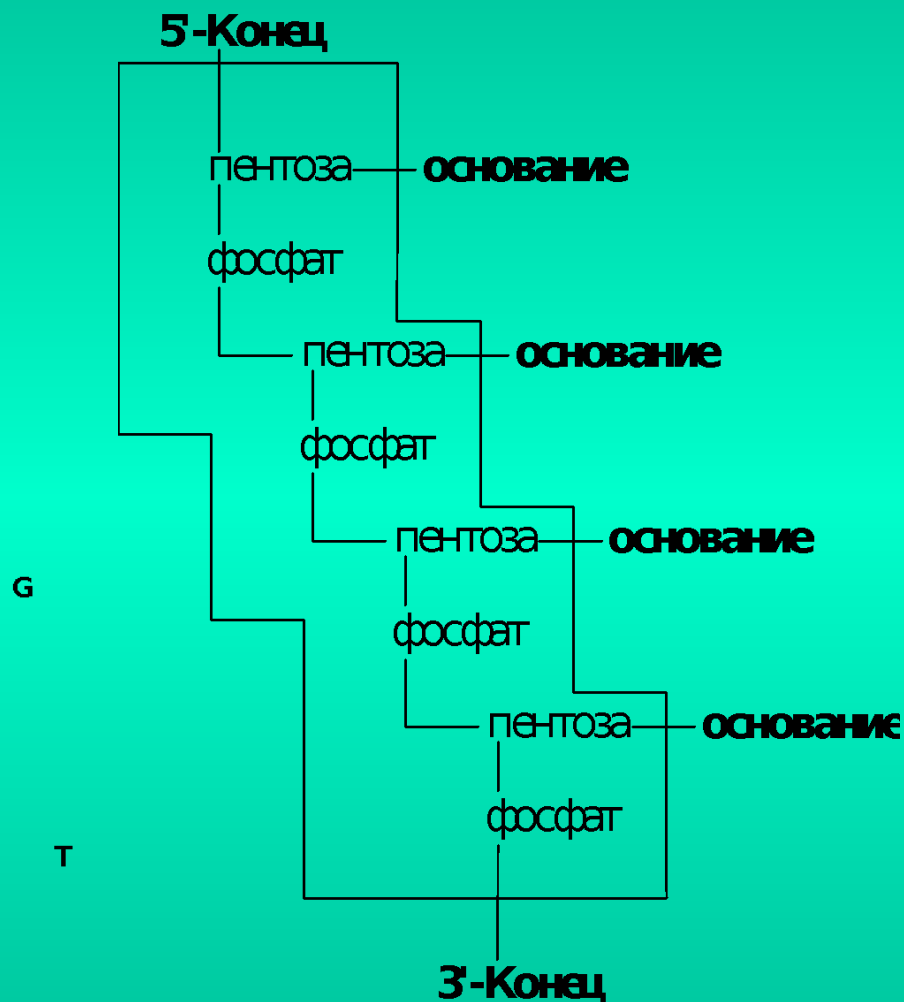 5'-Конец
пентоза основание
фосфат
пентоза основание
фосфат
пентоза основание
G
фосфат
пентоза основание
фосфат
T
3'-Конец